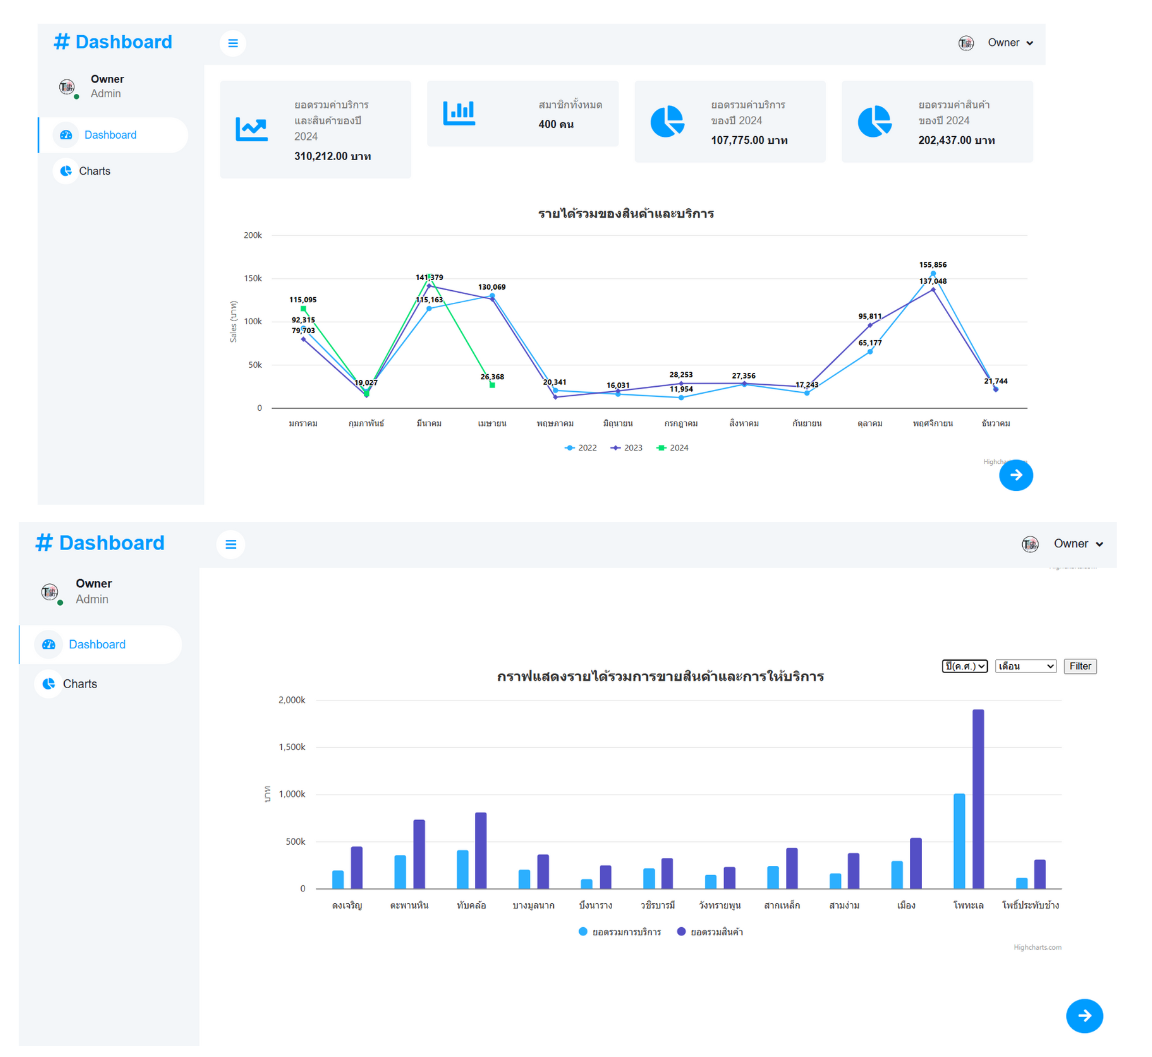 # Dashboard
Owner
Owner
Admin
Dashboard
Charts
ยอดรวมค่าบริการ
และสินค้าของปี
2024
310,212.00 บาท
สมาชิกทั้งหมด
400 คน
ยอดรวมค่าบริการ
ของปี 2024
107,775.00 บาท
ยอดรวมค่าสินค้า
ของปี 2024
202,437.00 บาท
รายได้รวมของสินค้าและบริการ
Sales (บาท)
200k
150k
100k
50k
0
115,095
92,315
79,703
19,027
141,379
115,163
130,069
26,368
20,341
16,031
28,253
11,954
27,356
17,243
95,811
65,177
155,856
137,048
21,744
มกราคม กุมภาพันธ์ มีนาคม เมษายน พฤษภาคม มิถุนายน กรกฎาคม สิงหาคม กันยายน ตุลาคม พฤศจิกายน ธันวาคม
2022 2023 2024
# Dashboard
Owner
Owner
Admin
Dashboard
Charts
ปี(ค.ศ.) เดือน Filter
กราฟแสดงรายได้รวมการขายสินค้าและการให้บริการ
บาท
2,000k
1,500k
1,000k
500k
0
ดงเจริญ ตะพานหิน ทับคล้อ บางมูลนาก บึงนาราง วชิรบารมี วังทรายพูน สากเหล็ก สามง่าม เมือง โพทะเล โพธิ์ประทับช้าง
ยอดรวมการบริการ ยอดรวมสินค้า
Highcharts.com